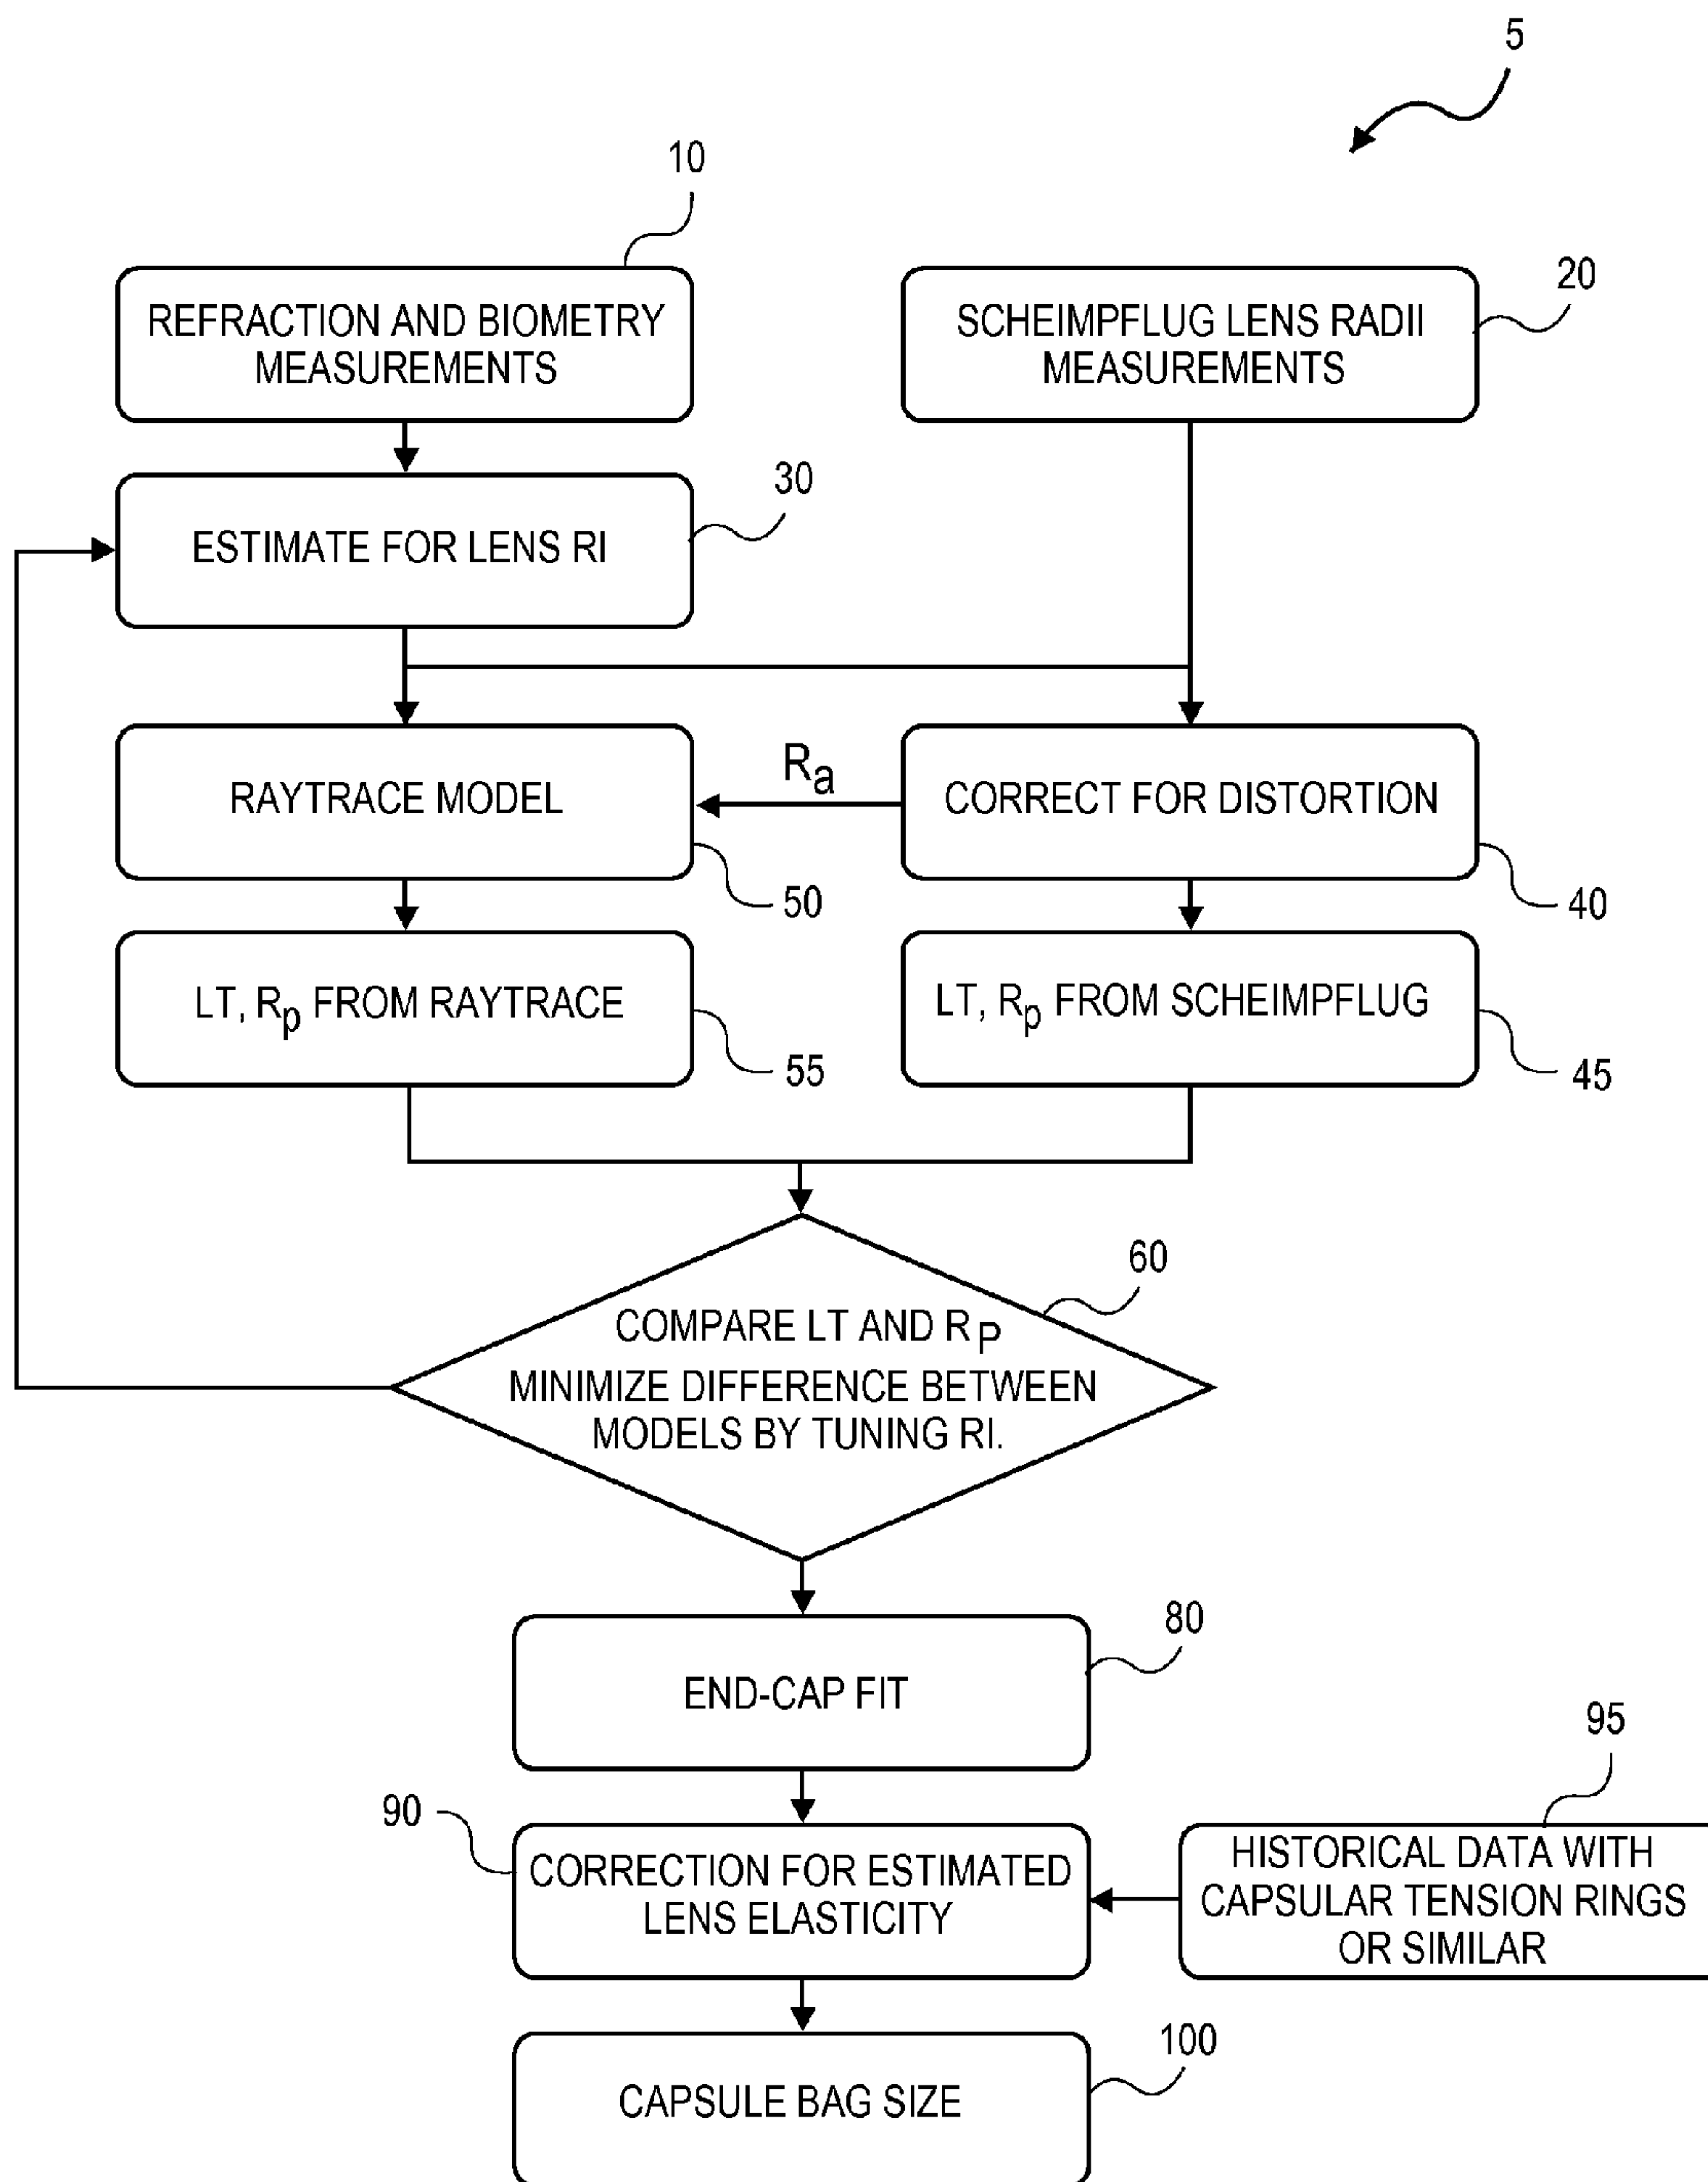 5
10
REFRACTION AND BIOMETRY
MEASUREMENTS
20
SCHEIMPFLUG LENS RADII
MEASUREMENTS
30
ESTIMATE FOR LENS RI
RAYTRACE MODEL
50
Ra
CORRECT FOR DISTORTION
40
LT, Rp FROM RAYTRACE
55
LT, Rp FROM SCHEIMPFLUG
45
60
COMPARE LT AND RP
MINIMIZE DIFFERENCE BETWEEN
MODELS BY TUNING RI.
80
END-CAP FIT
90
CORRECTION FOR ESTIMATED
LENS ELASTICITY
95
HISTORICAL DATA WITH
CAPSULAR TENSION RINGS
OR SIMILAR
100
CAPSULE BAG SIZE